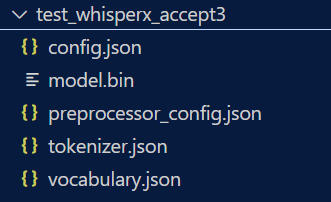 test_whisperx_accept3
config.json
model.bin
preprocessor_config.json
tokenizer.json
vocabulary.json